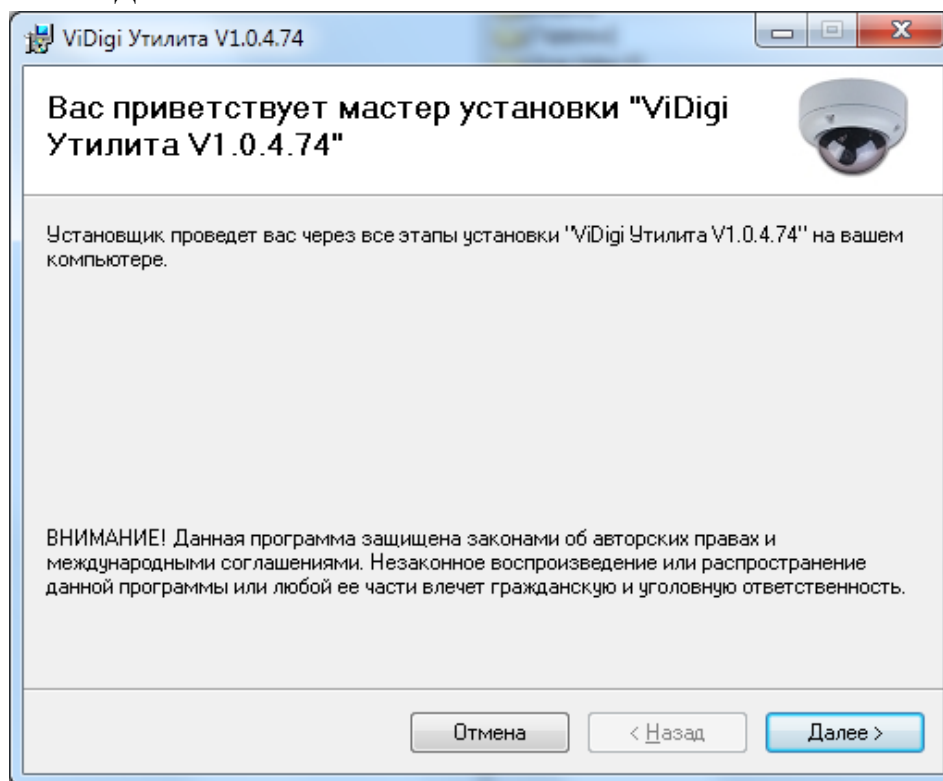 ViDigi Утилита V1.0.4.74
Вас приветствует мастер установки "ViDigi
Утилита V1.0.4.74"
Установщик проведет вас через все этапы установки "ViDigi Утилита V1.0.4.74" на вашем
компьютере.
ВНИМАНИЕ! Данная программа защищена законами об авторских правах и
международными соглашениями. Незаконное воспроизведение или распространение
данной программы или любой ее части влечет гражданскую и уголовную ответственность.
Отмена
< Назад
Далее >